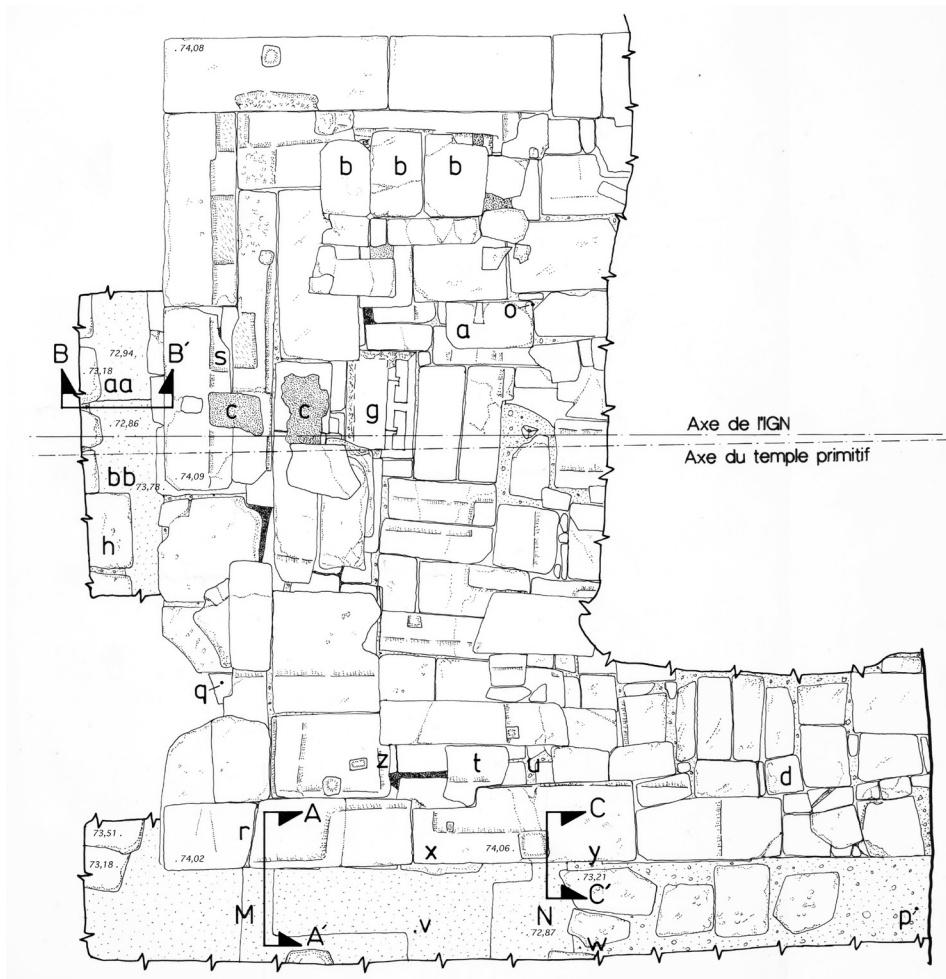 . 74,08
b b b
o
a
B B´ s
72,94 .
73,18
aa
c c g
72,86
Axe de l'IGN
Axe du temple primitif
bb
73,78 .
74,09
h
q
z t u d
A C
73,51 .
r
73,18 .
74,02
x 74,06 . y
. 73,21
C´
M .v N p
72,87
A´ w